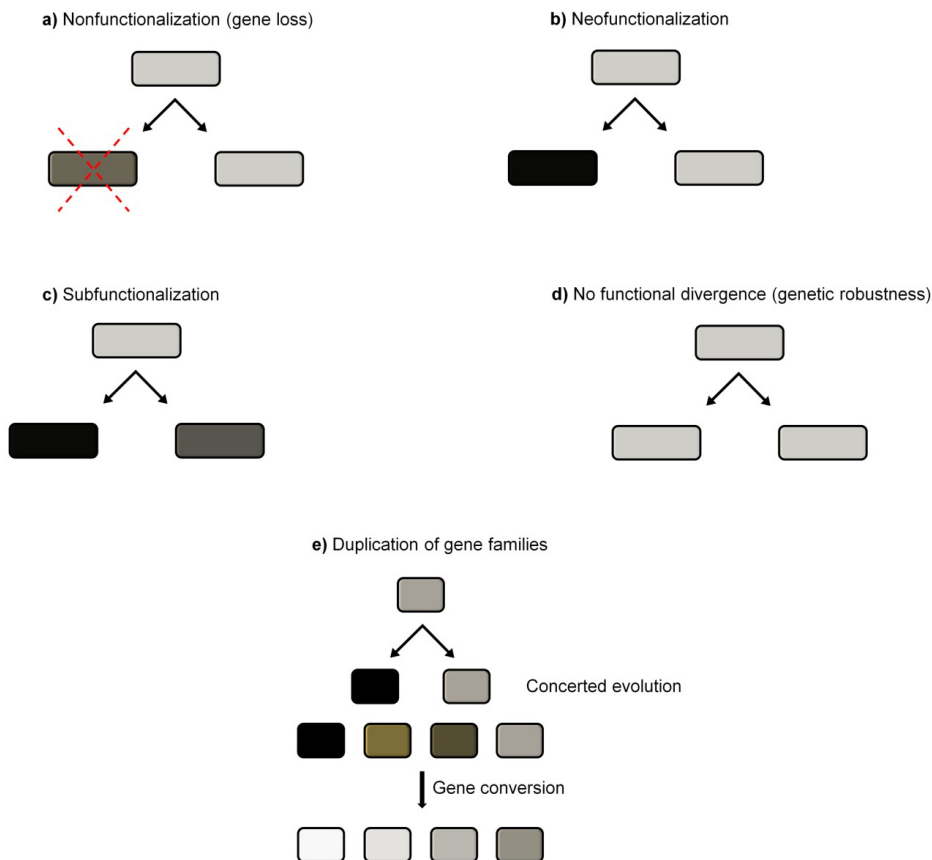 a) Nonfunctionalization (gene loss)
b) Neofunctionalization
c) Subfunctionalization
d) No functional divergence (genetic robustness)
e) Duplication of gene families
Concerted evolution
Gene conversion